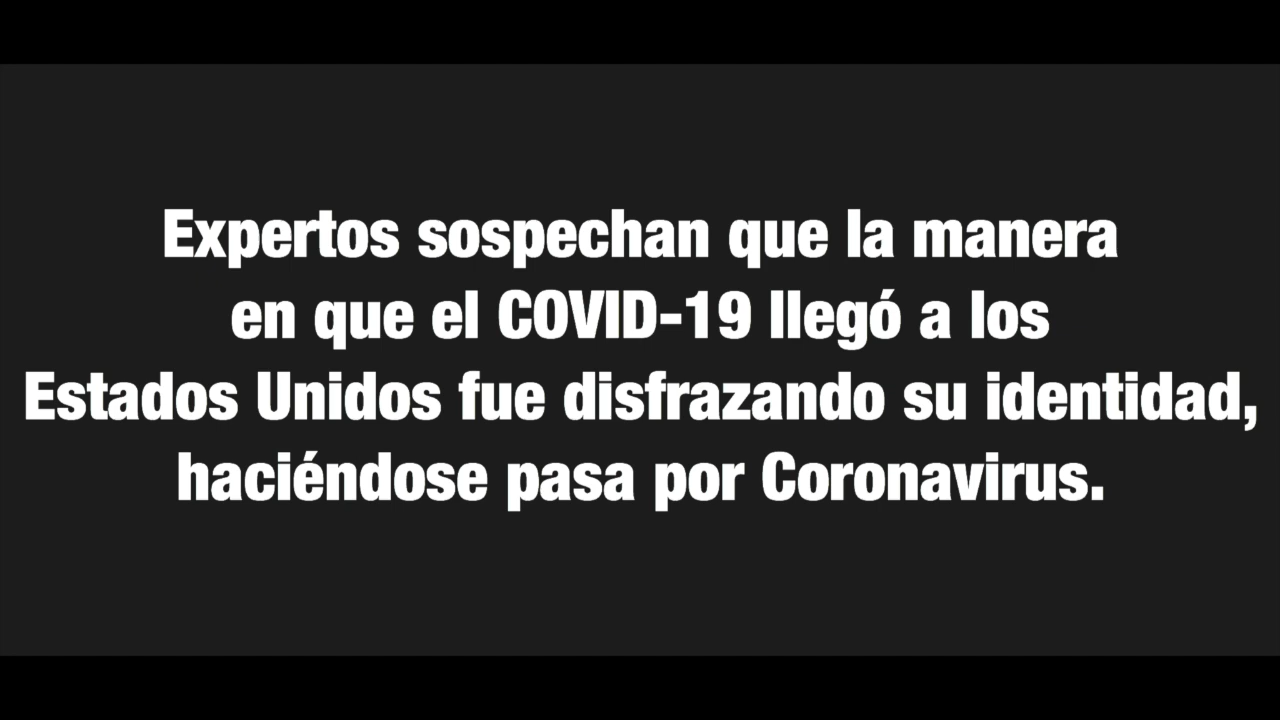 Expertos sospechan que la manera
en que el COVID-19 llegó a los
Estados Unidos fue disfrazando su identidad,
haciéndose pasa por Coronavirus.